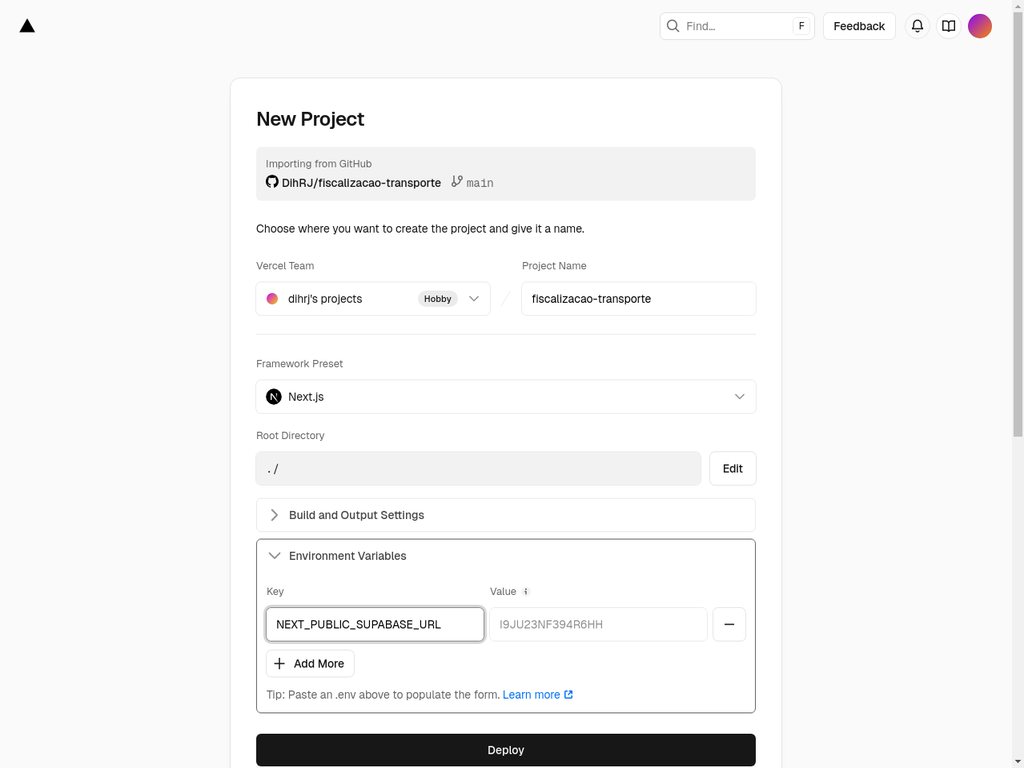 Find... F Feedback
New Project
Importing from GitHub
DihRJ/fiscalizacao-transporte main
Choose where you want to create the project and give it a name.
Vercel Team Project Name
dihrj's projects Hobby fiscalizacao-transporte
Framework Preset
N Next.js
Root Directory
./ Edit
Build and Output Settings
Environment Variables
Key Value i
NEXT_PUBLIC_SUPABASE_URL I9JU23NF394R6HH
Add More
Tip: Paste an .env above to populate the form. Learn more
Deploy